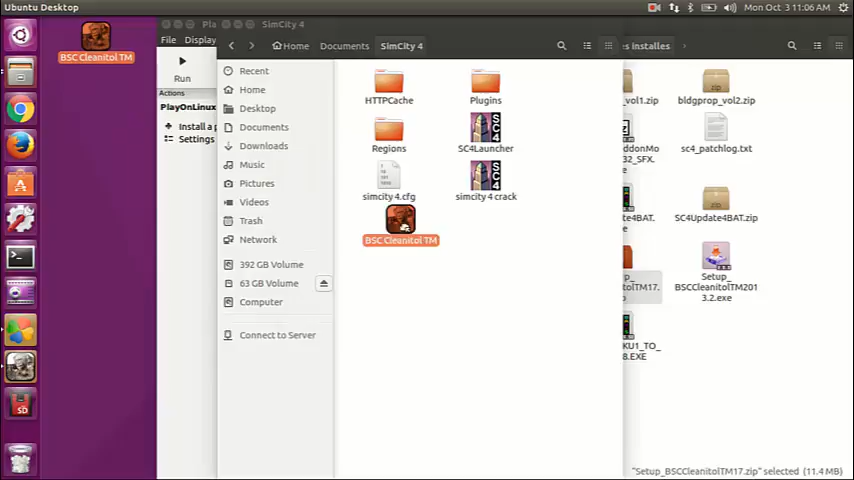 Ubuntu Desktop
Mon Oct 3 11:06 AM
BSC Cleanitol TM
File Display
Run
Actions
PlayOnLinux
Install a p
Settings
SimCity 4
Home
Documents
SimCity 4
Recent
Home
Desktop
Documents
Downloads
Music
Pictures
Videos
Trash
Network
392 GB Volume
63 GB Volume
Computer
Connect to Server
HTTPCache
Plugins
Regions
SC4Launcher
simcity 4.cfg
simcity 4 crack
BSC Cleanitol TM
es installes
_vol1.zip
bldgprop_vol2.zip
ddonMo
32_SFX.
sc4_patchlog.txt
pdate4BAT.
SC4Update4BAT.zip
Setup_
BSCCleanitolTM201
3.2.exe
up_
itolTM17.
KU1_TO_
8.EXE
"Setup_BSCCleanitolTM17.zip" selected (11.4 MB)